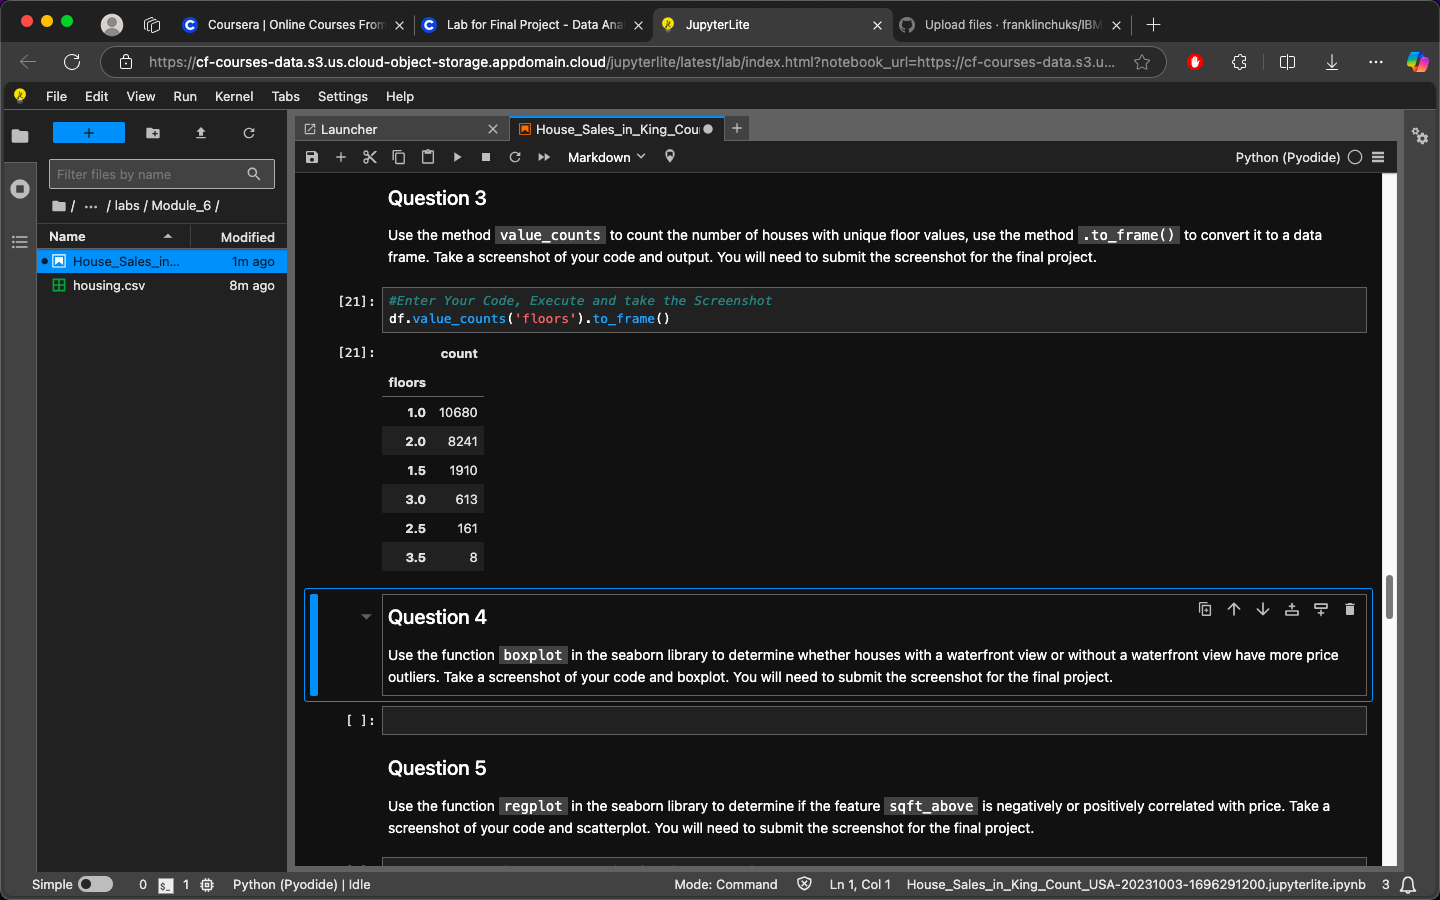 Coursera | Online Courses From
Lab for Final Project - Data Ana
JupyterLite
Upload files · franklinchuks/IBM
https://cf-courses-data.s3.us.cloud-object-storage.appdomain.cloud/jupyterlite/latest/lab/index.html?notebook_url=https://cf-courses-data.s3.u...
File Edit View Run Kernel Tabs Settings Help
Filter files by name
/ ··· / labs / Module_6 /
Name Modified
House_Sales_in... 1m ago
housing.csv 8m ago
Launcher
House_Sales_in_King_Cou
Markdown
Python (Pyodide)
Question 3
Use the method value_counts to count the number of houses with unique floor values, use the method .to_frame() to convert it to a data
frame. Take a screenshot of your code and output. You will need to submit the screenshot for the final project.
[21]: #Enter Your Code, Execute and take the Screenshot
df.value_counts('floors').to_frame()
[21]: count
floors
1.0 10680
2.0 8241
1.5 1910
3.0 613
2.5 161
3.5 8
Question 4
Use the function boxplot in the seaborn library to determine whether houses with a waterfront view or without a waterfront view have more price
outliers. Take a screenshot of your code and boxplot. You will need to submit the screenshot for the final project.
[ ]:
Question 5
Use the function regplot in the seaborn library to determine if the feature sqft_above is negatively or positively correlated with price. Take a
screenshot of your code and scatterplot. You will need to submit the screenshot for the final project.
Simple 0 $_ 1 Python (Pyodide) | Idle Mode: Command Ln 1, Col 1 House_Sales_in_King_Count_USA-20231003-1696291200.jupyterlite.ipynb 3